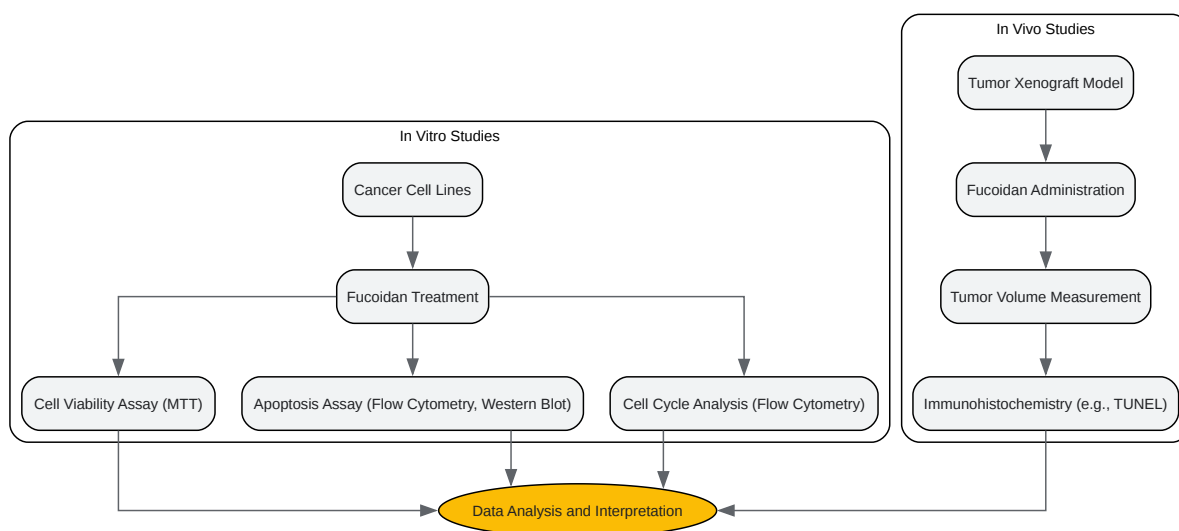 In Vivo Studies
Tumor Xenograft Model
Fucoidan Administration
Tumor Volume Measurement
Immunohistochemistry (e.g., TUNEL)
In Vitro Studies
Cancer Cell Lines
Fucoidan Treatment
Cell Viability Assay (MTT)
Apoptosis Assay (Flow Cytometry, Western Blot)
Cell Cycle Analysis (Flow Cytometry)
Data Analysis and Interpretation